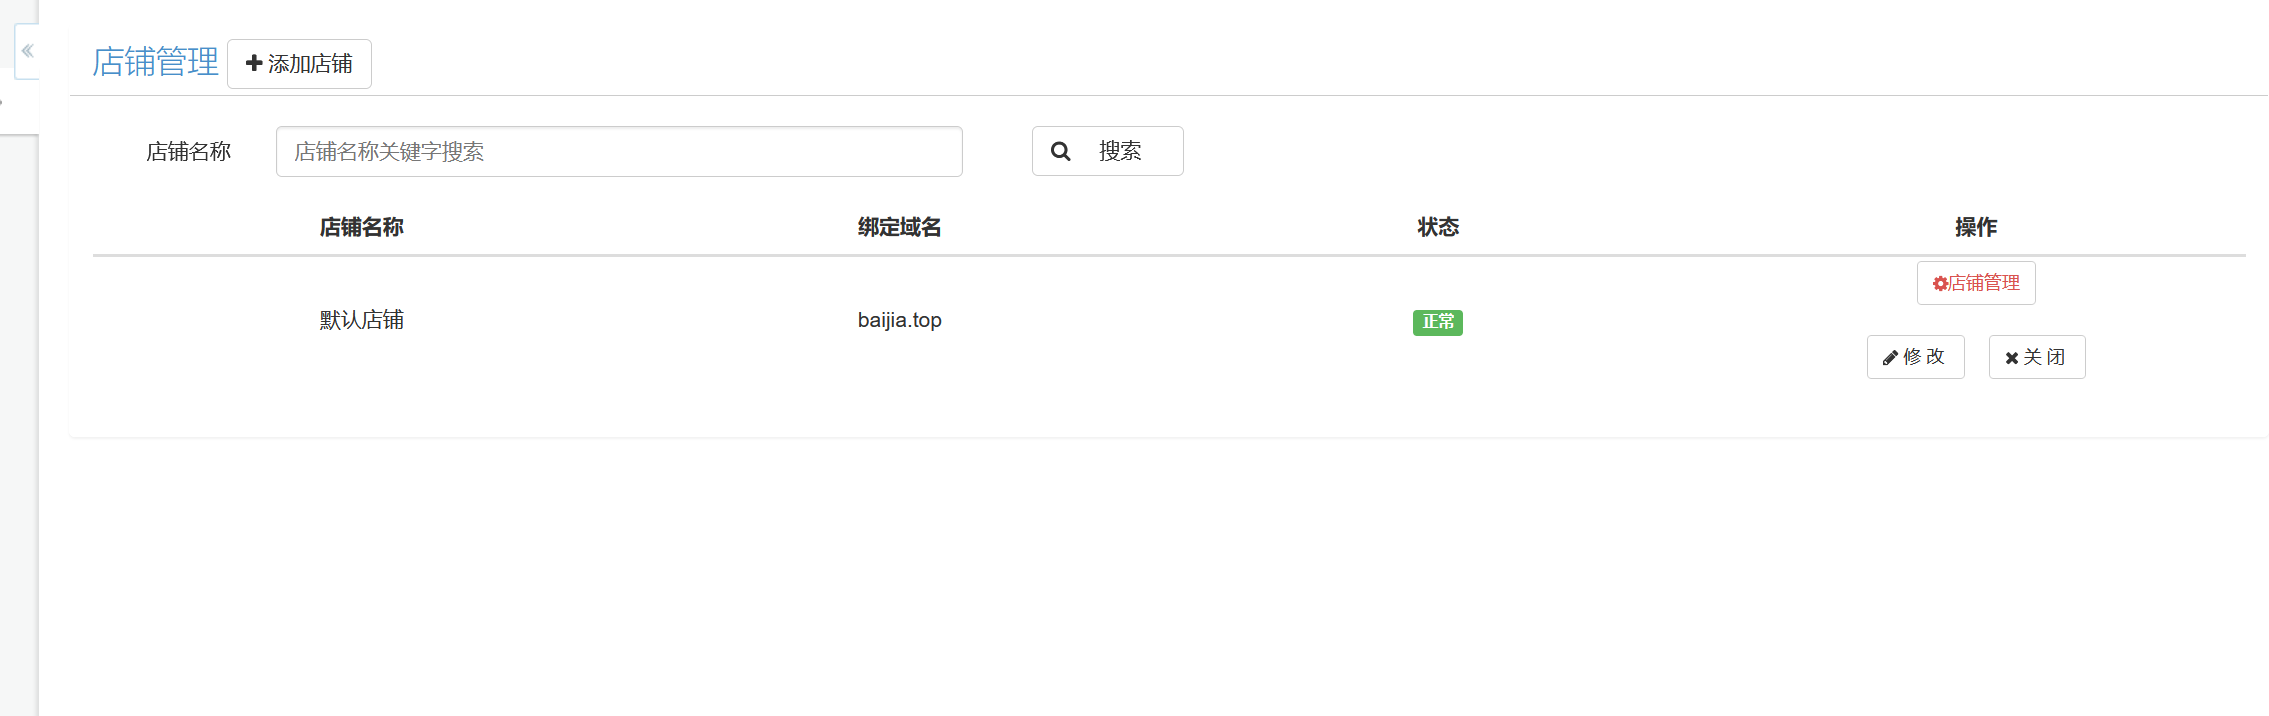 店铺管理 添加店铺
店铺名称 店铺名称关键字搜索 搜索
店铺名称 绑定域名 状态 操作
默认店铺 baijia.top 正常 店铺管理
修 改 关 闭